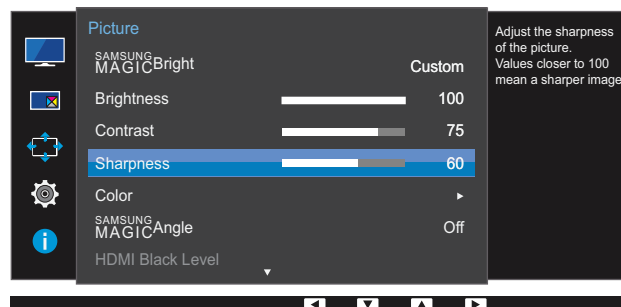 Picture
SAMSUNG
MAGICBright Custom
Brightness 100
Contrast 75
Sharpness 60
Color
SAMSUNG
MAGICAngle Off
HDMI Black Level
Adjust the sharpness
of the picture.
Values closer to 100
mean a sharper image